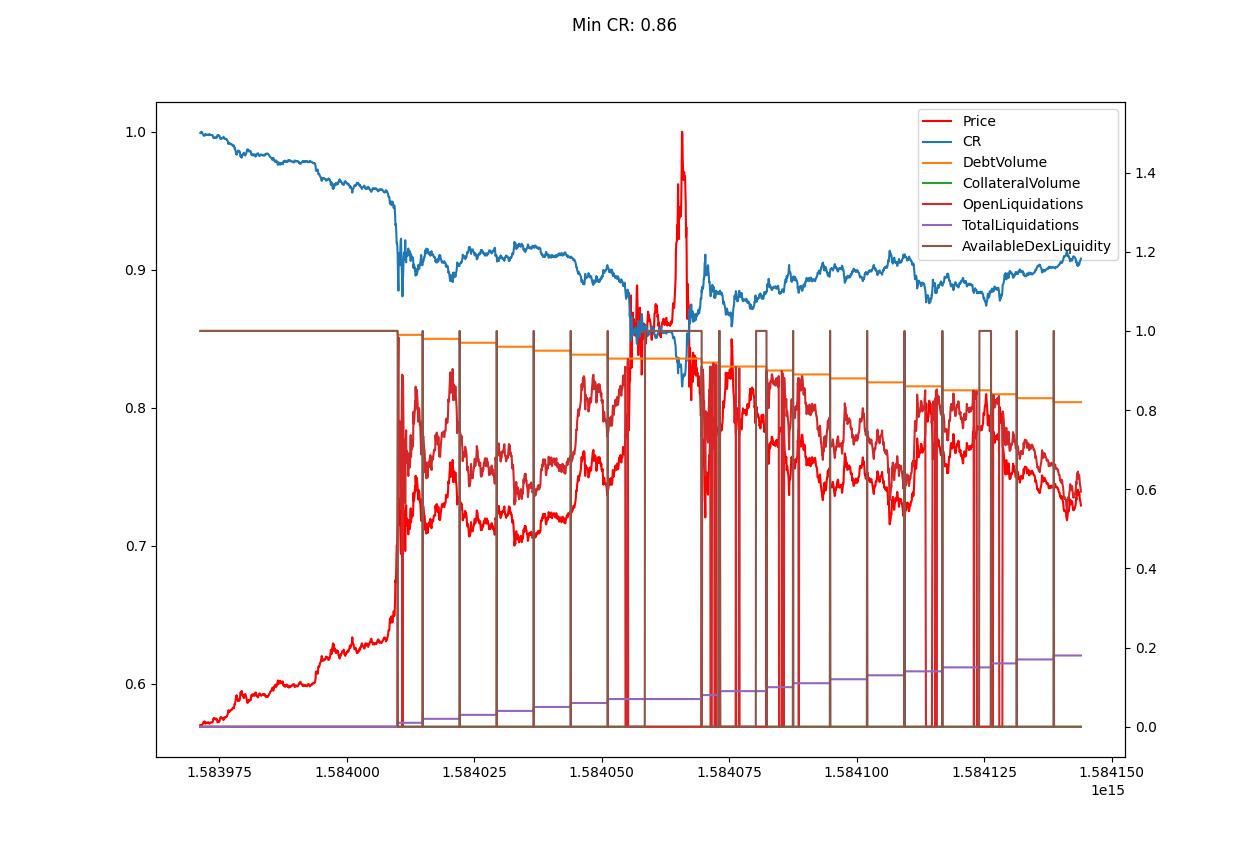 Min CR: 0.86
1.0
0.9
0.8
0.7
0.6
1.4
1.2
1.0
0.8
0.6
0.4
0.2
0.0
Price
CR
DebtVolume
CollateralVolume
OpenLiquidations
TotalLiquidations
AvailableDexLiquidity
1.583975 1.584000 1.584025 1.584050 1.584075 1.584100 1.584125 1.584150
1e15